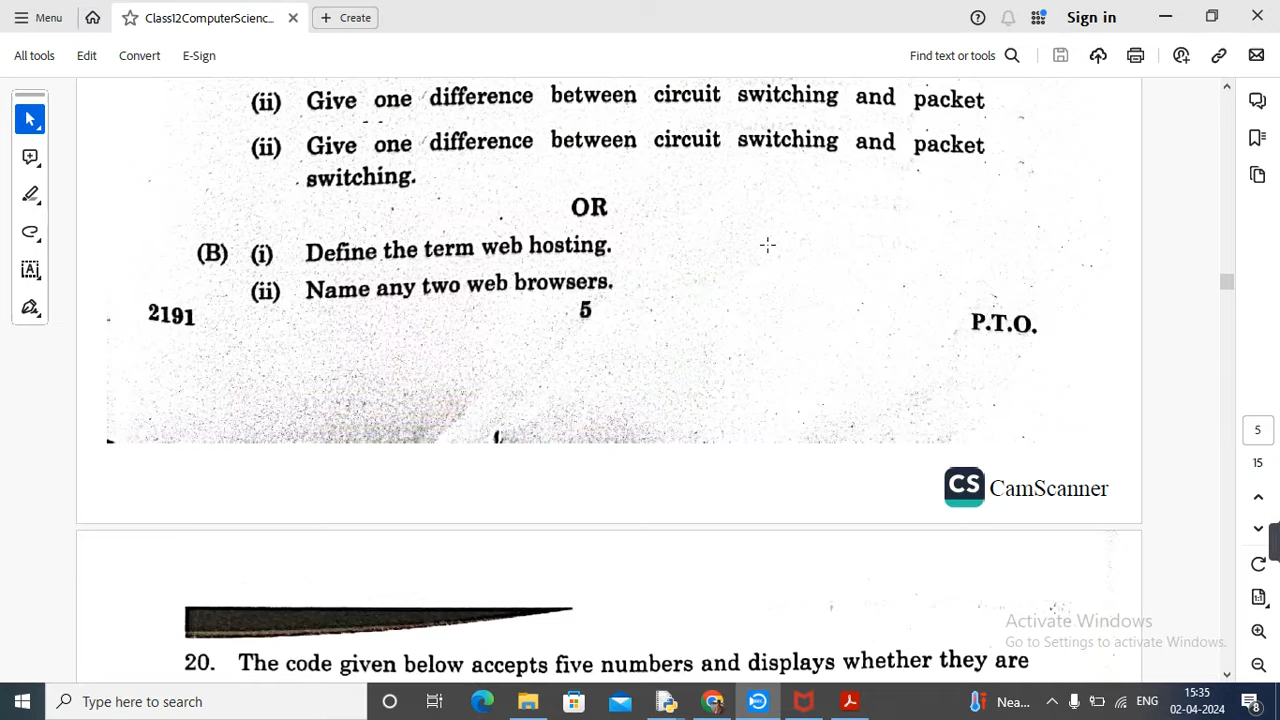 Menu
Class12ComputerScienc...
Create
Sign in
All tools
Edit
Convert
E-Sign
Find text or tools
(ii) Give one difference between circuit switching and packet
(ii) Give one difference between circuit switching and packet
switching.
OR
(B) (i) Define the term web hosting.
(ii) Name any two web browsers.
2191
5
P.T.O.
CS CamScanner
5
15
20. The code given below accepts five numbers and displays whether they are
Activate Windows
Go to Settings to activate Windows.
Type here to search
Nea...
ENG
15:35
02-04-2024
8